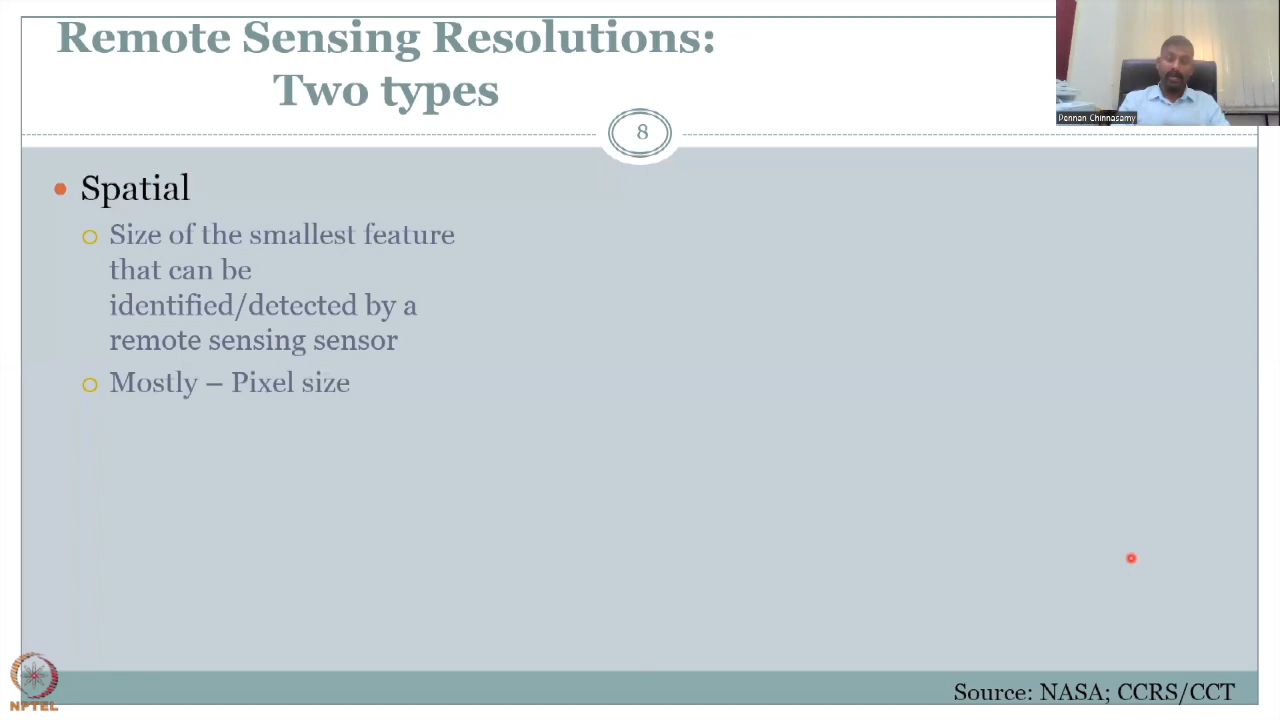 Remote Sensing Resolutions:
Two types
8
Pennan Chinnasamy
Spatial
Size of the smallest feature
that can be
identified/detected by a
remote sensing sensor
Mostly – Pixel size
Source: NASA; CCRS/CCT
NPTEL